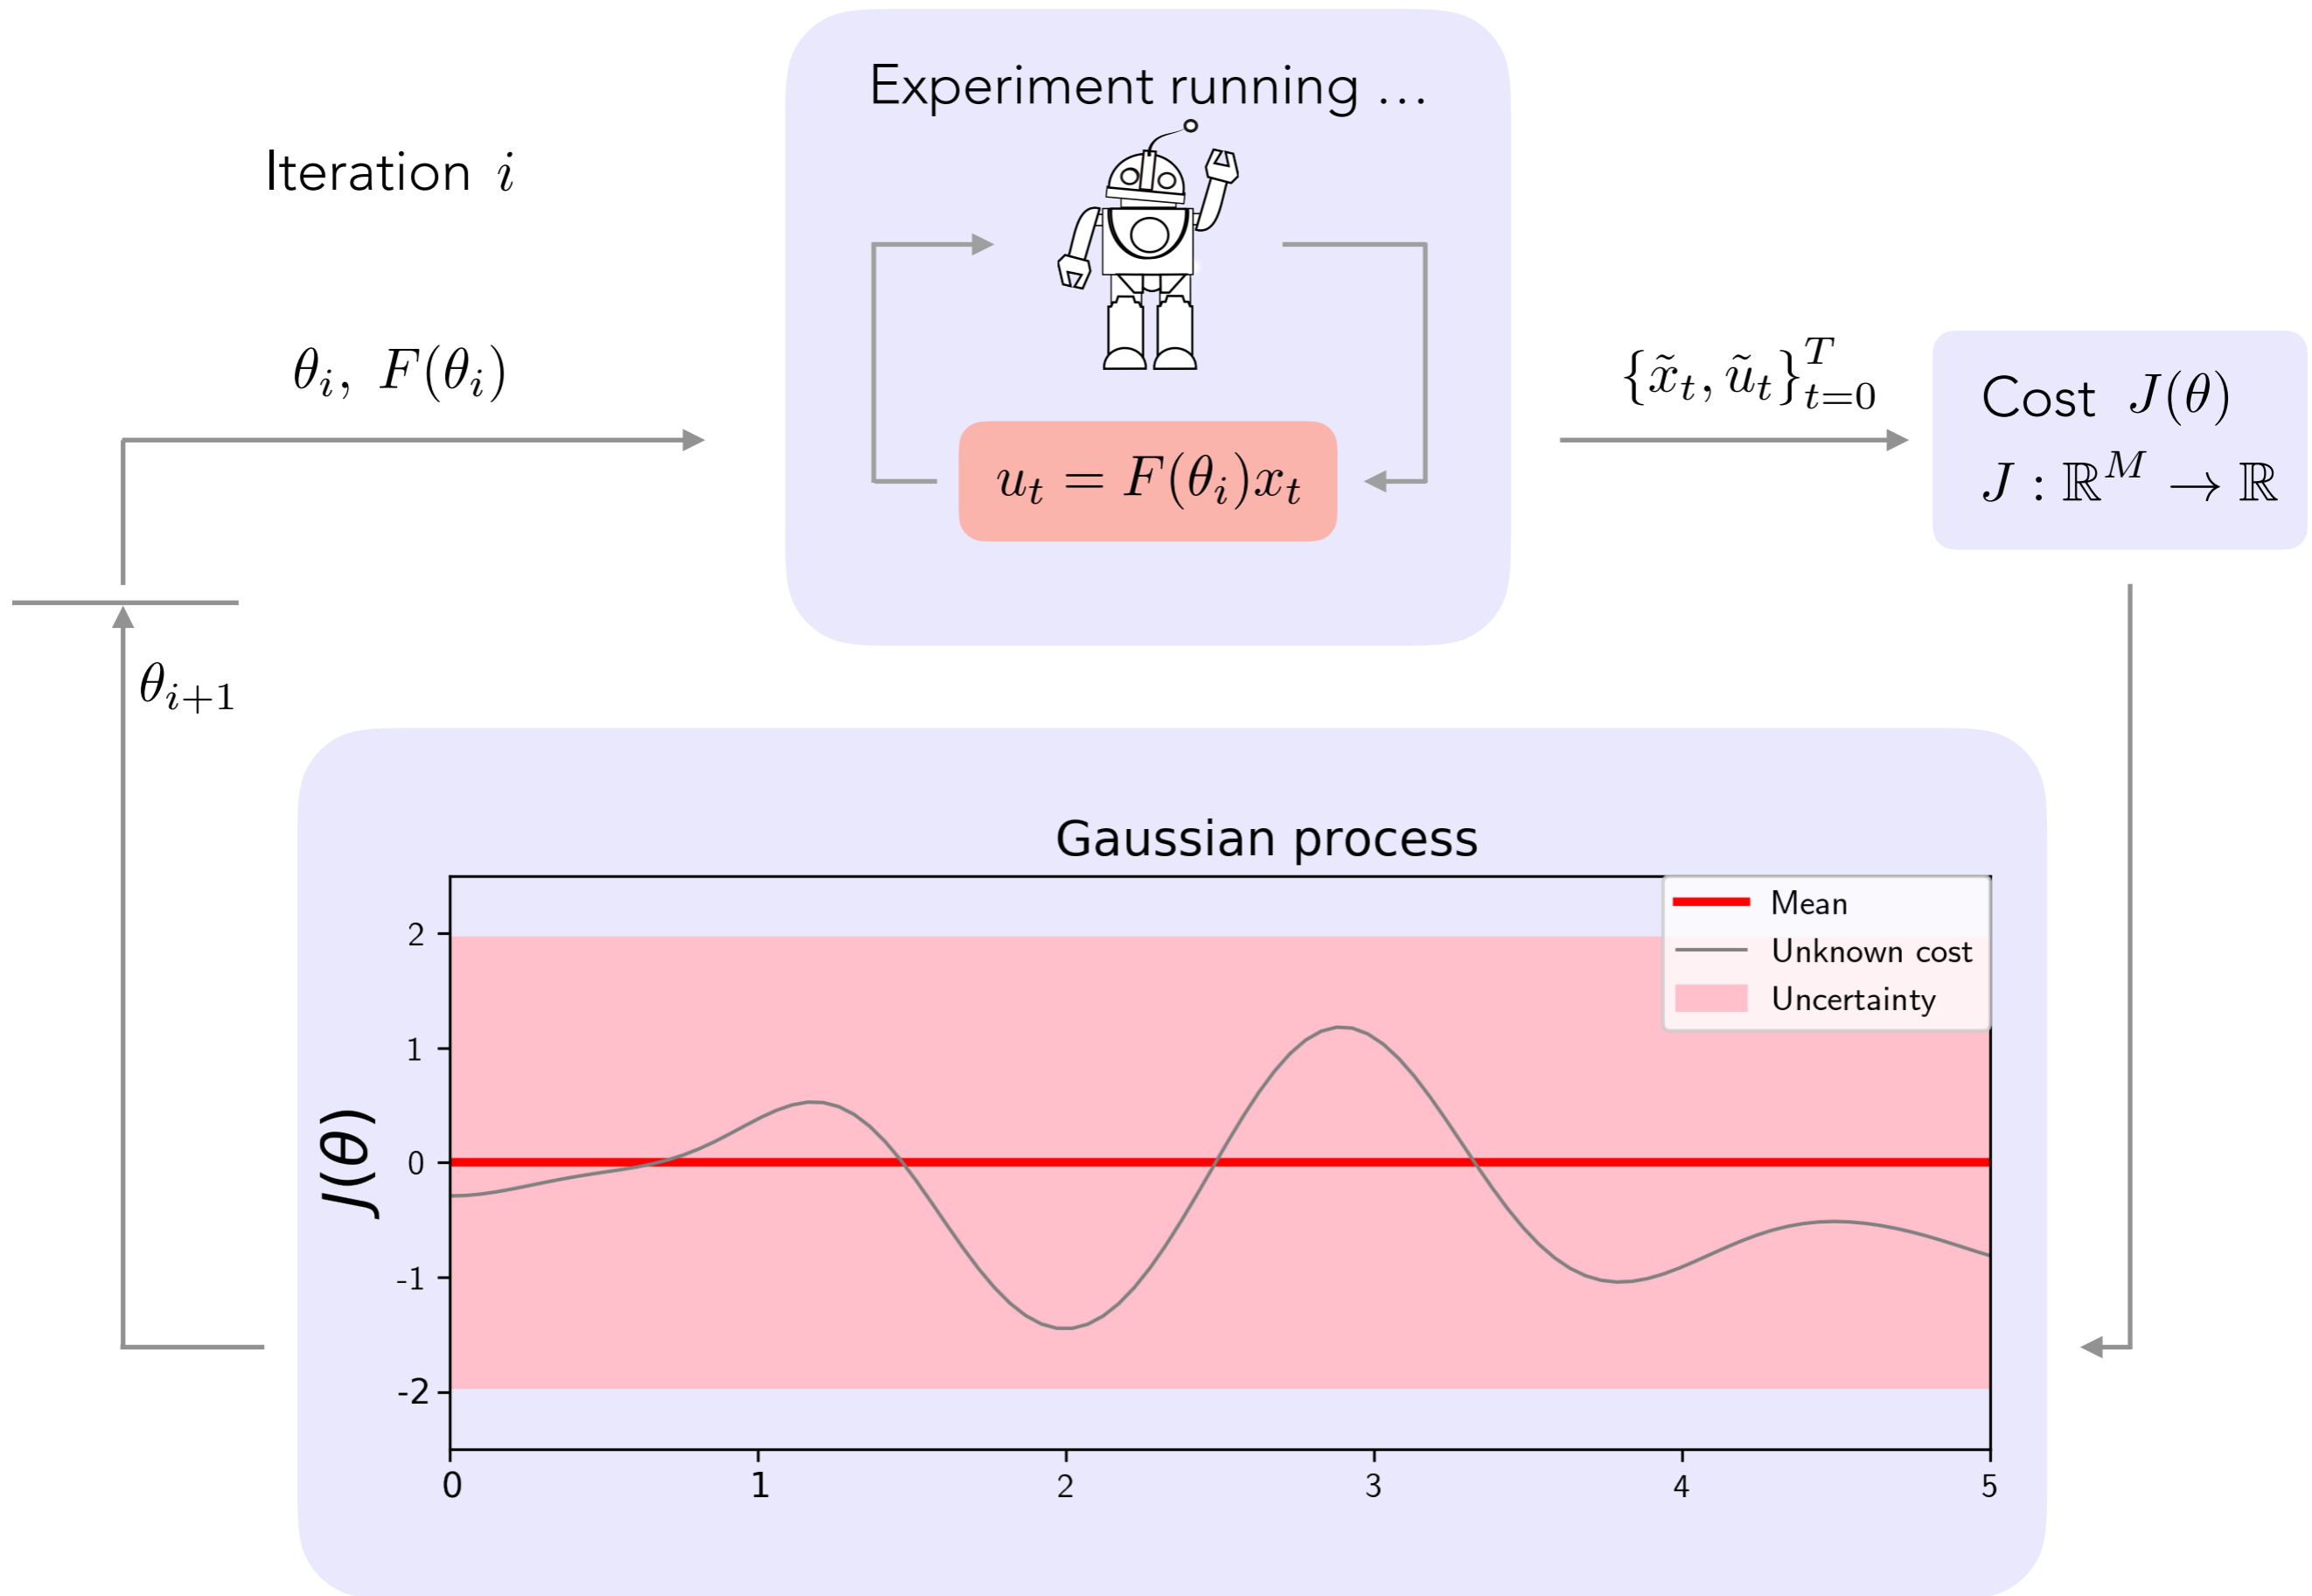 Experiment running ...
Iteration i
θ_i, F(θ_i)
u_t = F(θ_i)x_t
{x̃_t, ũ_t}_{t=0}^T
Cost J(θ)
J : ℝ^M → ℝ
θ_{i+1}
Gaussian process
Mean
Unknown cost
Uncertainty
J(θ)
2
1
0
-1
-2
0 1 2 3 4 5